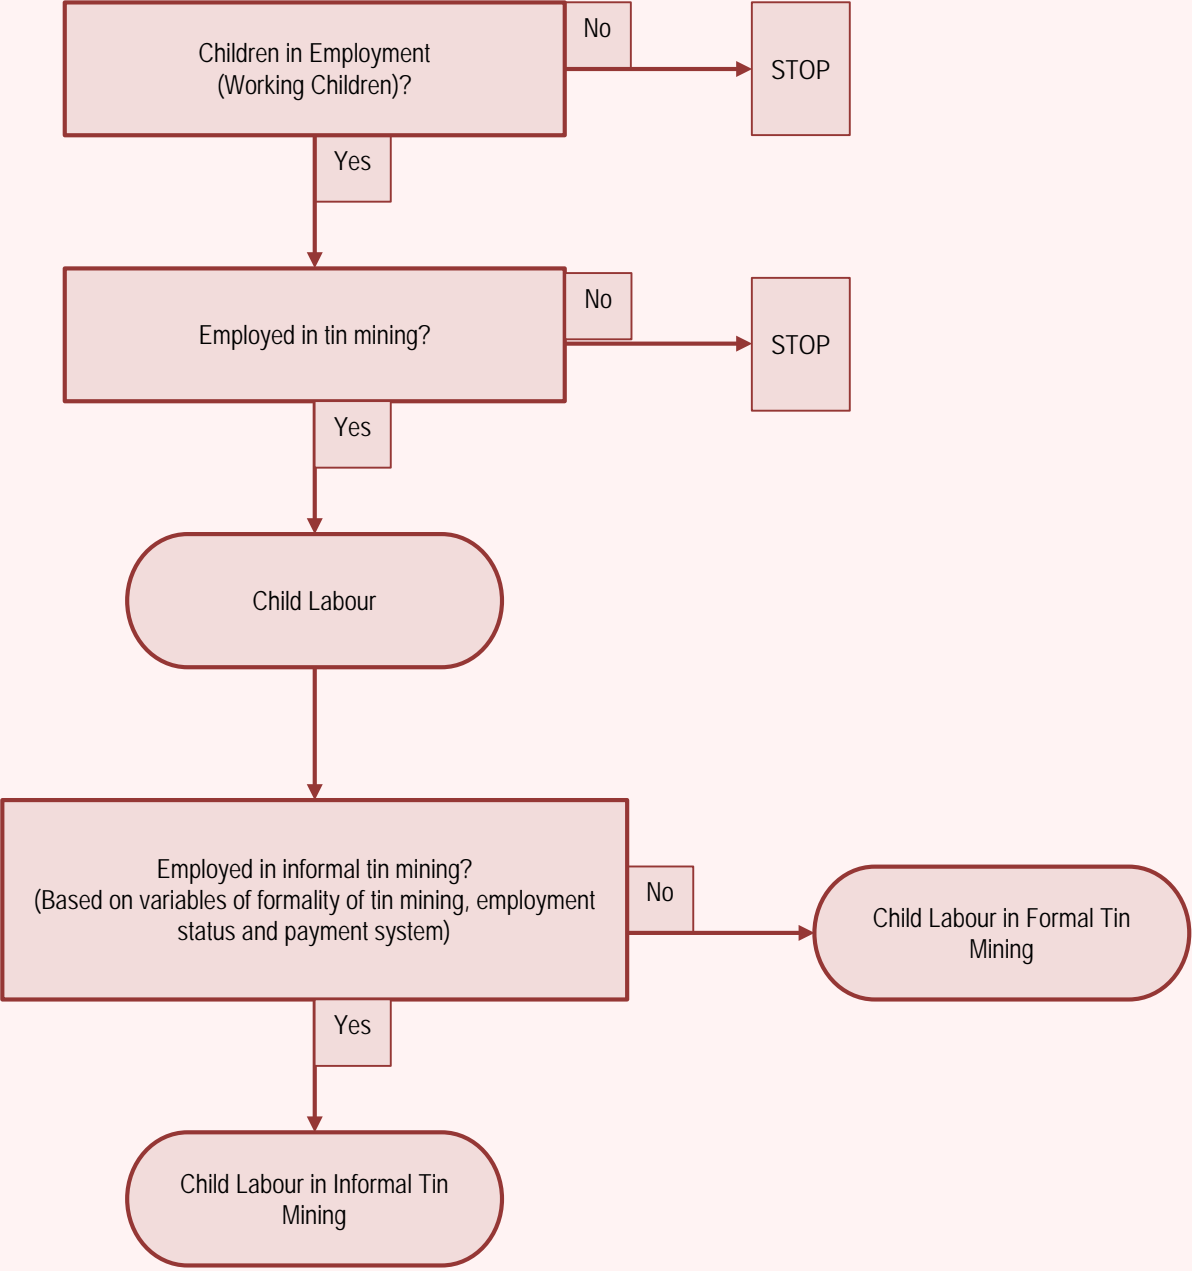 Children in Employment
(Working Children)?
No
STOP
Yes
Employed in tin mining?
No
STOP
Yes
Child Labour
Employed in informal tin mining?
(Based on variables of formality of tin mining, employment
status and payment system)
No
Child Labour in Formal Tin
Mining
Yes
Child Labour in Informal Tin
Mining